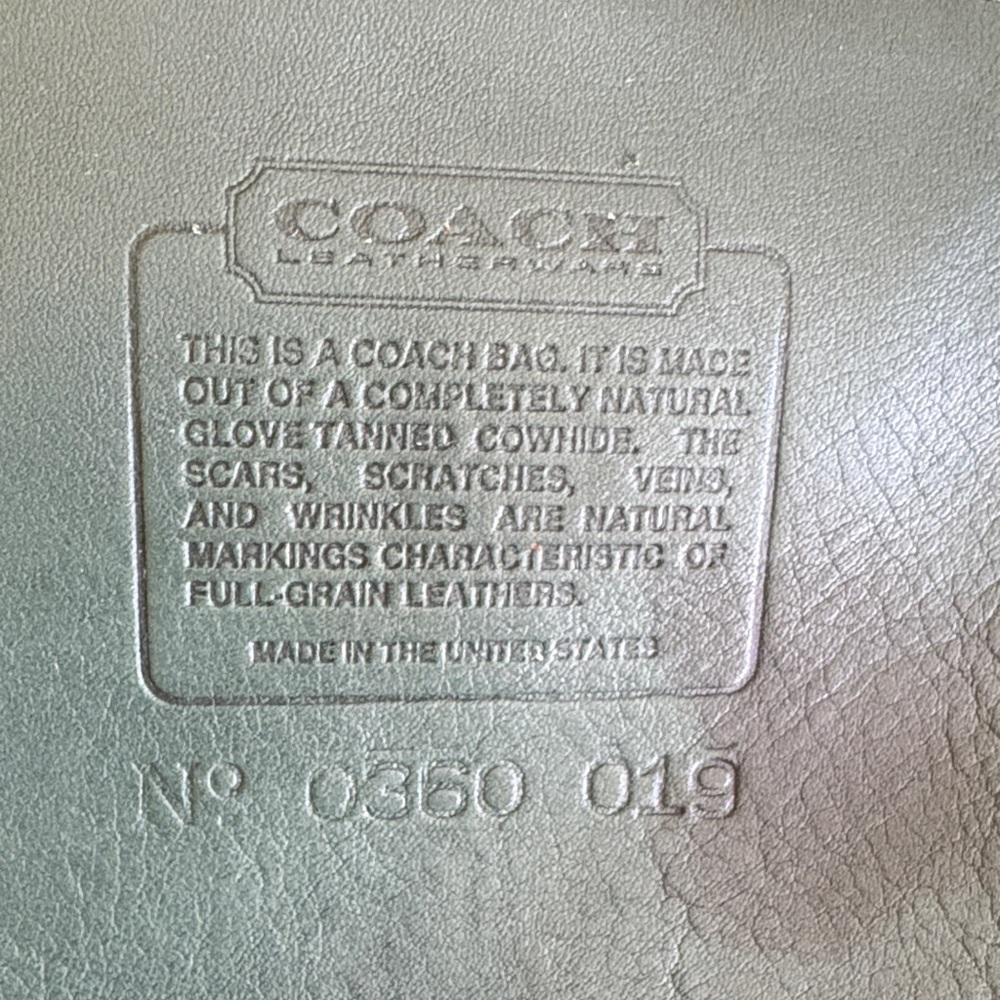 COACH
LEATHERWARE
THIS IS A COACH BAG. IT IS MADE
OUT OF A COMPLETELY NATURAL
GLOVE TANNED COWHIDE. THE
SCARS, SCRATCHES, VEINS,
AND WRINKLES ARE NATURAL
MARKINGS CHARACTERISTIC OF
FULL-GRAIN LEATHERS.
MADE IN THE UNITED STATES
Nº 0360 019